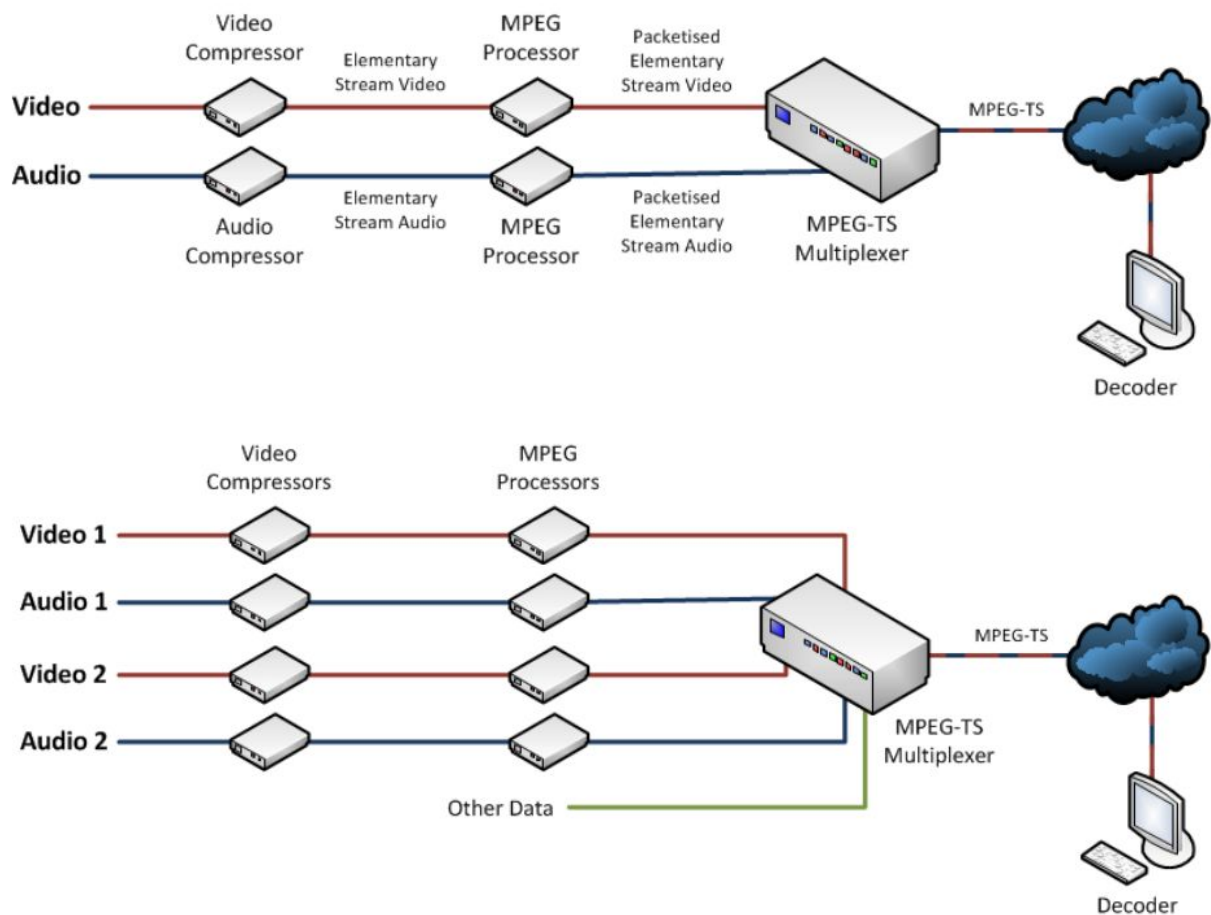 Video
Compressor
MPEG
Processor
Elementary
Stream Video
Packetised
Elementary
Stream Video
MPEG-TS
Video
Audio
Audio
Compressor
Elementary
Stream Audio
MPEG
Processor
Packetised
Elementary
Stream Audio
MPEG-TS
Multiplexer
Decoder
Video
Compressors
MPEG
Processors
Video 1
Audio 1
Video 2
Audio 2
Other Data
MPEG-TS
Multiplexer
MPEG-TS
Decoder